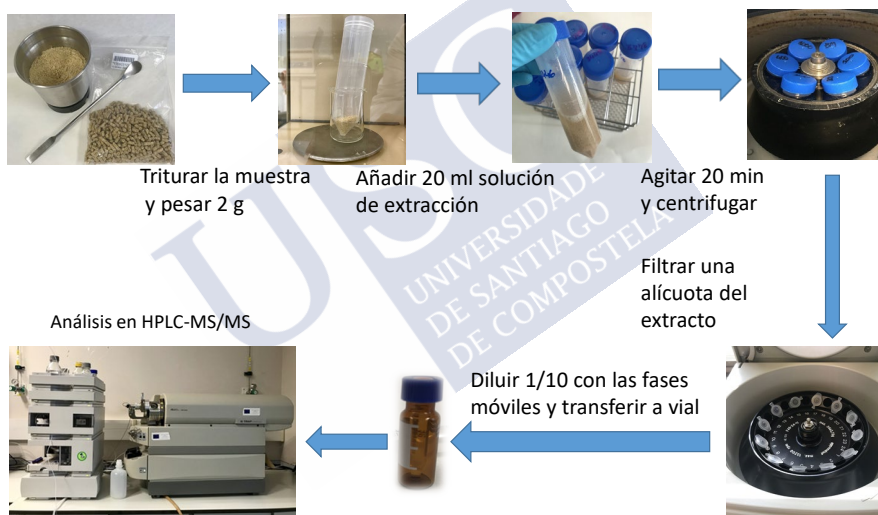 Triturar la muestra
y pesar 2 g
Añadir 20 ml solución
de extracción
Agitar 20 min
y centrifugar
Filtrar una
alícuota del
extracto
Diluir 1/10 con las fases
móviles y transferir a vial
Análisis en HPLC-MS/MS
USC
UNIVERSIDADE
DE SANTIAGO
DE COMPOSTELA